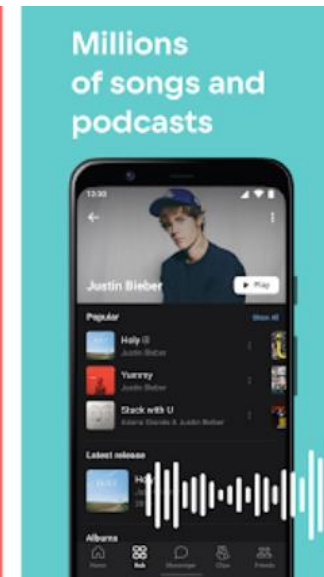 Millions
of songs and
podcasts
13:30
Justin Bieber
Play
Popular
Show All
Holy
Justin Bieber
Yummy
Justin Bieber
Stuck with U
Ariana Grande & Justin Bieber
Latest release
Albums
Home
Hub
Messenger
Clips
Friends